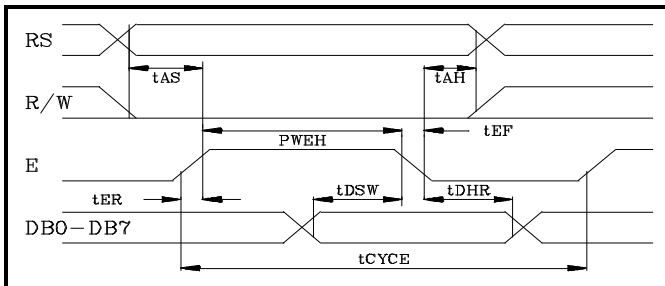 RS
tAS
tAH
R/W
PWEH
tEF
E
tER
tDSW
tDHR
DB0-DB7
tCYCE